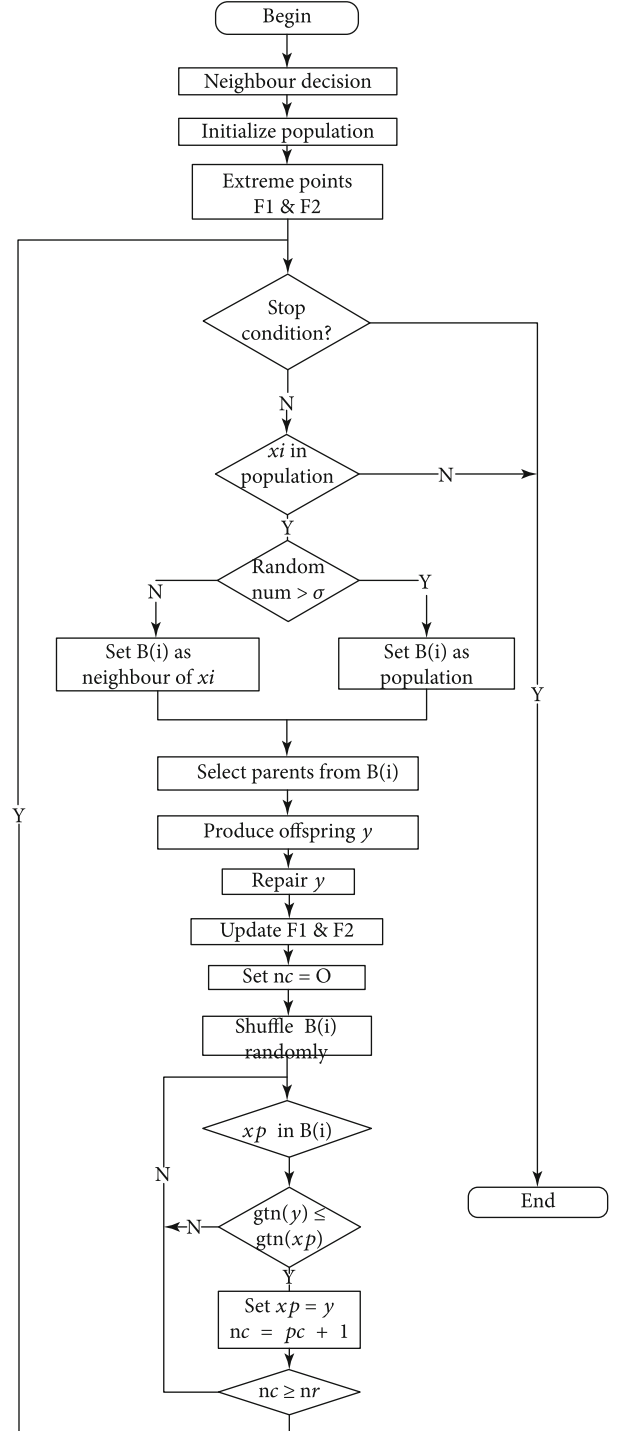 Begin
Neighbour decision
Initialize population
Extreme points
F1 & F2
Stop
condition?
N
xi in
population
N
Y
Random
num > σ
N
Y
Set B(i) as
neighbour of xi
Set B(i) as
population
Y
Select parents from B(i)
Y
Produce offspring y
Repair y
Update F1 & F2
Set nc = O
Shuffle B(i)
randomly
xp in B(i)
N
End
gtn(y) ≤
gtn(xp)
N
Y
Set xp = y
nc = pc + 1
nc ≥ nr